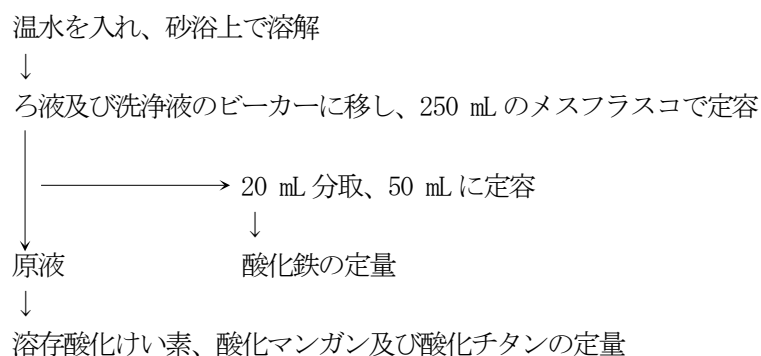 温水を入れ、砂浴上で溶解
↓
ろ液及び洗浄液のビーカーに移し、250 mL のメスフラスコで定容
20 mL 分取、50 mL に定容
↓
原液 酸化鉄の定量
↓
溶存酸化けい素、酸化マンガン及び酸化チタンの定量